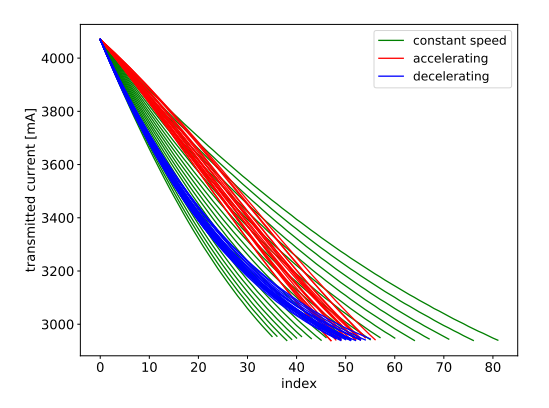 constant speed
accelerating
decelerating
transmitted current [mA]
4000
3800
3600
3400
3200
3000
0 10 20 30 40 50 60 70 80
index